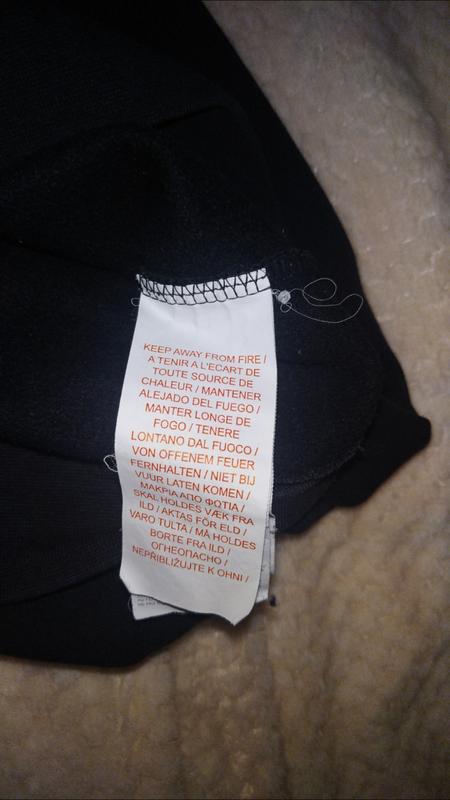 KEEP AWAY FROM FIRE /
A TENIR A L'ECART DE
TOUTE SOURCE DE
CHALEUR / MANTENER
ALEJADO DEL FUEGO /
MANTER LONGE DE
FOGO / TENERE
LONTANO DAL FUOCO /
VON OFFENEM FEUER
FERNHALTEN / NIET BIJ
VUUR LATEN KOMEN /
ΜΑΚΡΙΑ ΑΠΟ ΦΩΤΙΑ /
SKAL HOLDES VÆK FRA
ILD / AKTAS FÖR ELD /
VARO TULTA / MÅ HOLDES
BORTE FRA ILD /
ОГНЕОПАСНО /
NEPŘIBLIŽUJTE K OHNI /